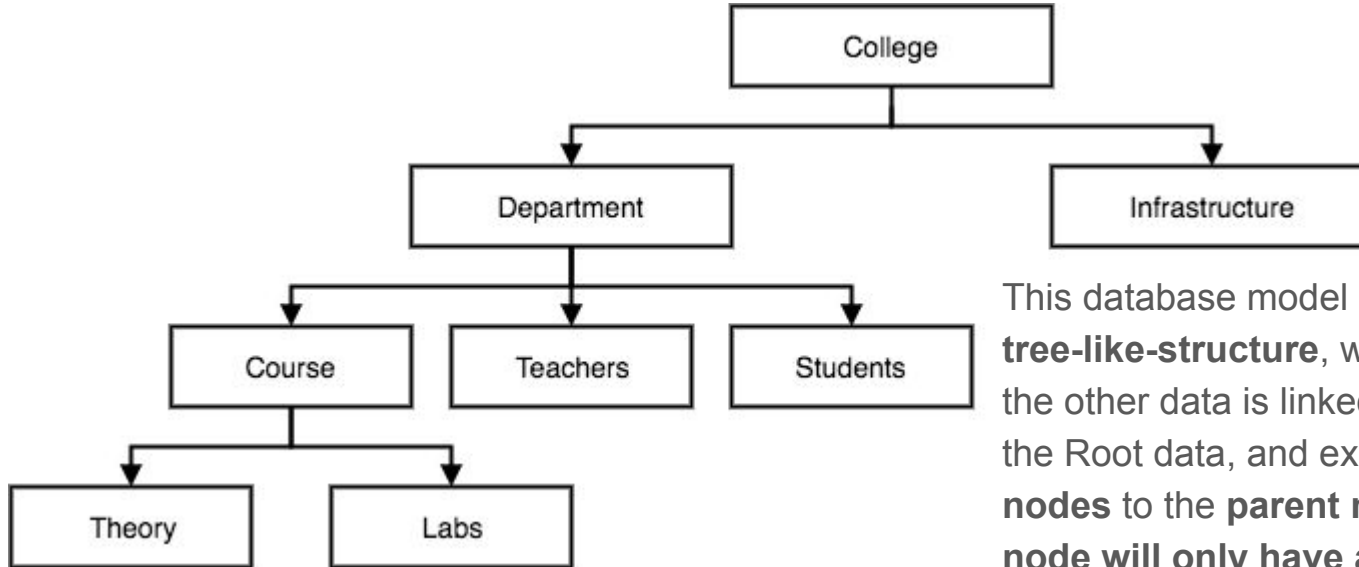 College
Department
Infrastructure
Course
Teachers
Students
Theory
Labs
This database model
tree-like-structure, w
the other data is linked
the Root data, and ex
nodes to the parent
node will only have a